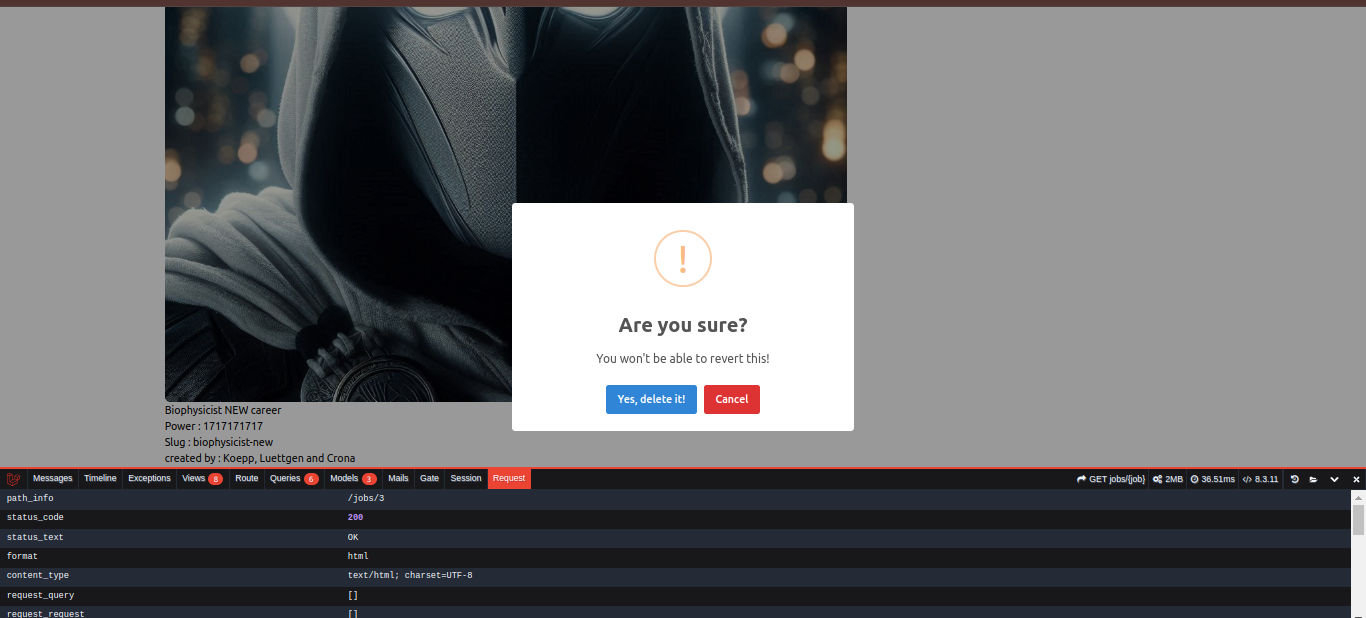 !
Are you sure?
You won't be able to revert this!
Yes, delete it! Cancel
Biophysicist NEW career
Power : 1717171717
Slug : biophysicist-new
created by : Koepp, Luettgen and Crona
Messages Timeline Exceptions Views 8 Route Queries 6 Models 3 Mails Gate Session Request GET jobs/{job} 2MB 36.51ms 8.3.11
path_info /jobs/3
status_code 200
status_text OK
format html
content_type text/html; charset=UTF-8
request_query []
request_request []